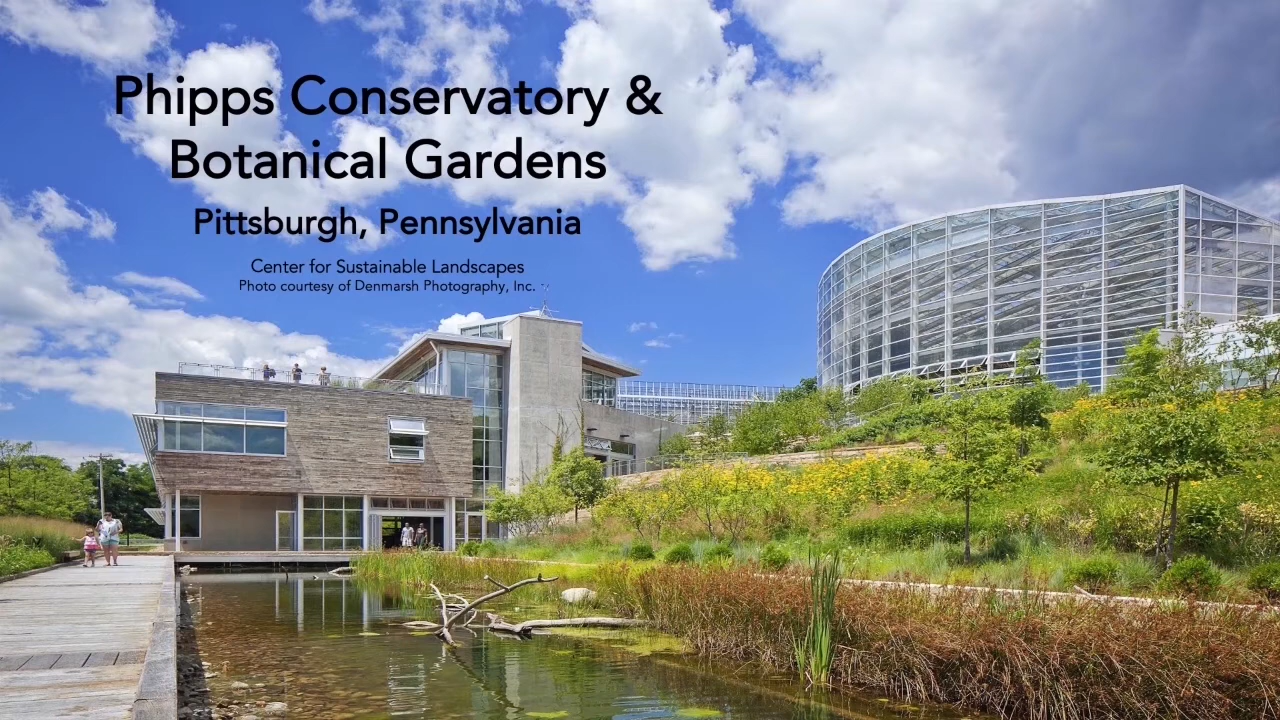 Phipps Conservatory &
Botanical Gardens
Pittsburgh, Pennsylvania
Center for Sustainable Landscapes
Photo courtesy of Denmarsh Photography, Inc.